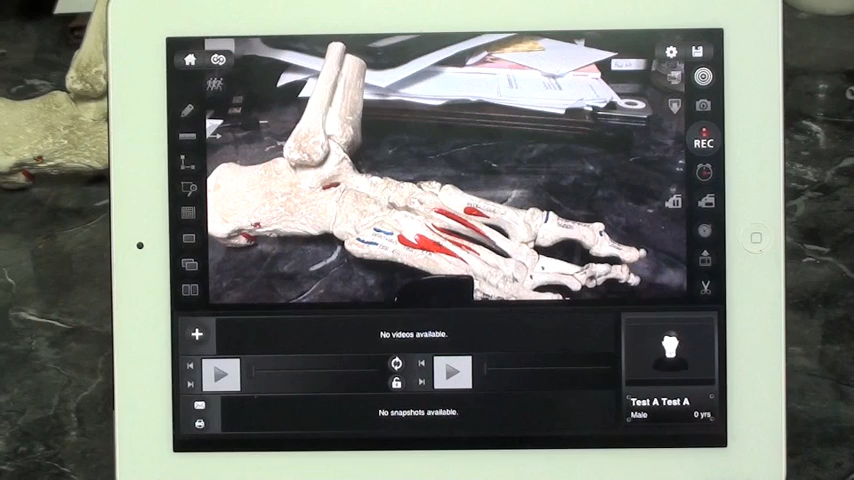 REC
No videos available.
Test A Test A
Male
0 yrs
No snapshots available.